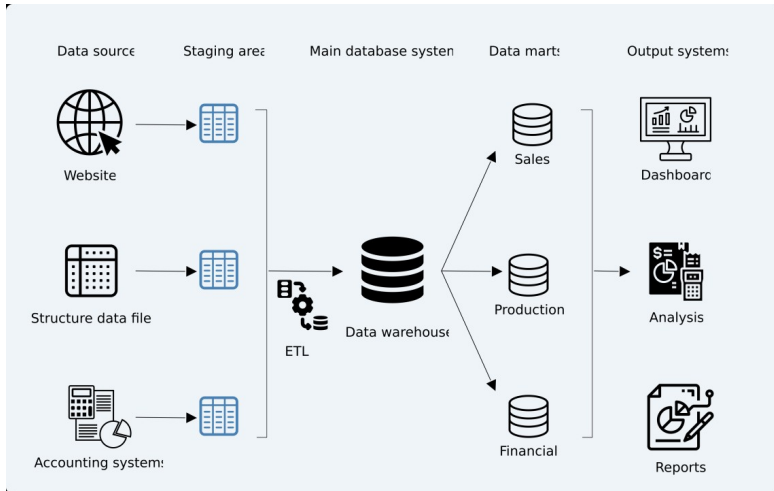 Data source
Staging area
Main database system
Data marts
Output systems
Website
Sales
Dashboard
Structure data file
ETL
Data warehouse
Production
Analysis
$=
Accounting systems
Financial
Reports